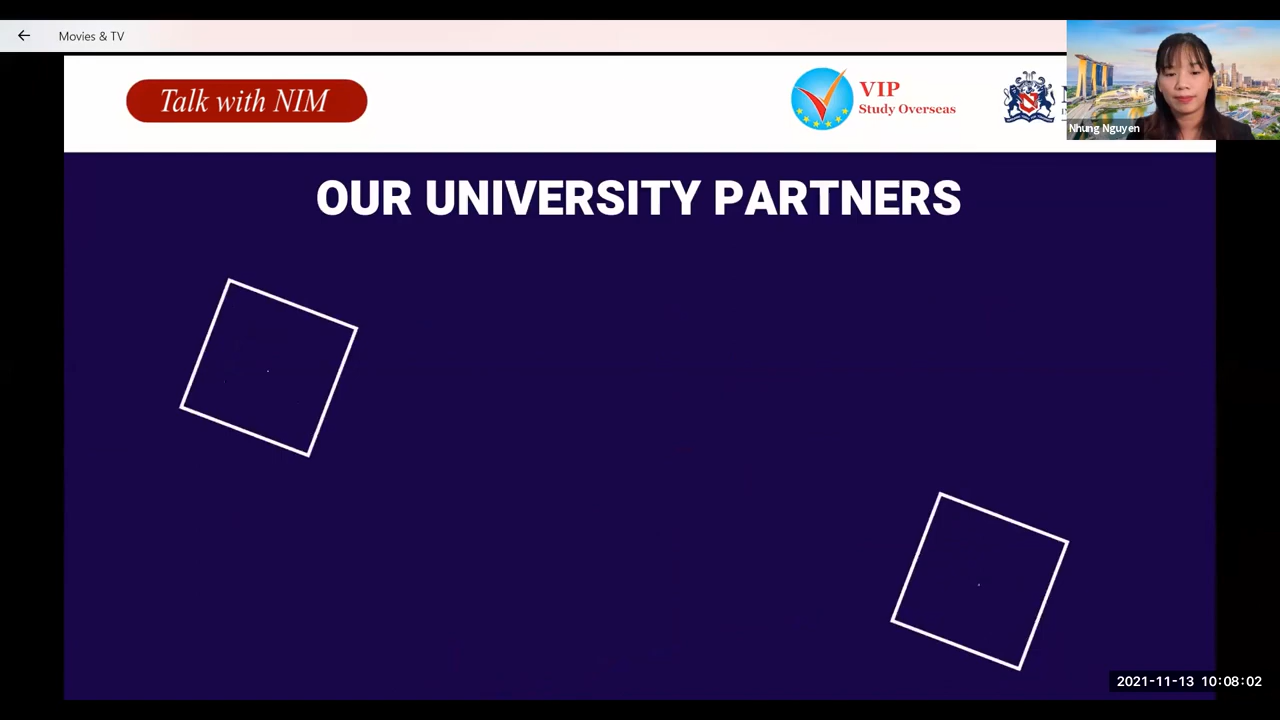 Movies & TV
Talk with NIM
VIP
Study Overseas
Nhung Nguyen
OUR UNIVERSITY PARTNERS
2021-11-13 10:08:02